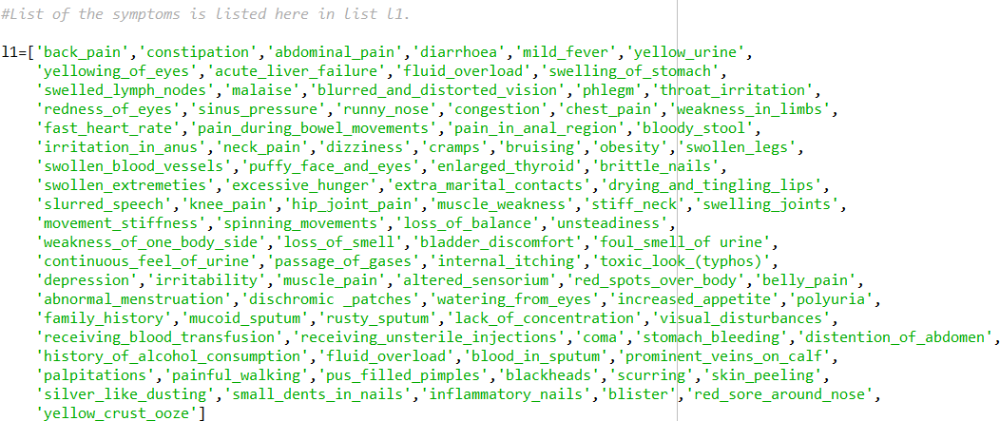 #List of the symptoms is listed here in list l1.
l1=['back_pain','constipation','abdominal_pain','diarrhoea','mild_fever','yellow_urine',
'yellowing_of_eyes','acute_liver_failure','fluid_overload','swelling_of_stomach',
'swelled_lymph_nodes','malaise','blurred_and_distorted_vision','phlegm','throat_irritation',
'redness_of_eyes','sinus_pressure','runny_nose','congestion','chest_pain','weakness_in_limbs',
'fast_heart_rate','pain_during_bowel_movements','pain_in_anal_region','bloody_stool',
'irritation_in_anus','neck_pain','dizziness','cramps','bruising','obesity','swollen_legs',
'swollen_blood_vessels','puffy_face_and_eyes','enlarged_thyroid','brittle_nails',
'swollen_extremeties','excessive_hunger','extra_marital_contacts','drying_and_tingling_lips',
'slurred_speech','knee_pain','hip_joint_pain','muscle_weakness','stiff_neck','swelling_joints',
'movement_stiffness','spinning_movements','loss_of_balance','unsteadiness',
'weakness_of_one_body_side','loss_of_smell','bladder_discomfort','foul_smell_of urine',
'continuous_feel_of_urine','passage_of_gases','internal_itching','toxic_look_(typhos)',
'depression','irritability','muscle_pain','altered_sensorium','red_spots_over_body','belly_pain',
'abnormal_menstruation','dischromic _patches','watering_from_eyes','increased_appetite','polyuria',
'family_history','mucoid_sputum','rusty_sputum','lack_of_concentration','visual_disturbances',
'receiving_blood_transfusion','receiving_unsterile_injections','coma','stomach_bleeding','distention_of_abdomen',
'history_of_alcohol_consumption','fluid_overload','blood_in_sputum','prominent_veins_on_calf',
'palpitations','painful_walking','pus_filled_pimples','blackheads','scurring','skin_peeling',
'silver_like_dusting','small_dents_in_nails','inflammatory_nails','blister','red_sore_around_nose',
'yellow_crust_ooze']